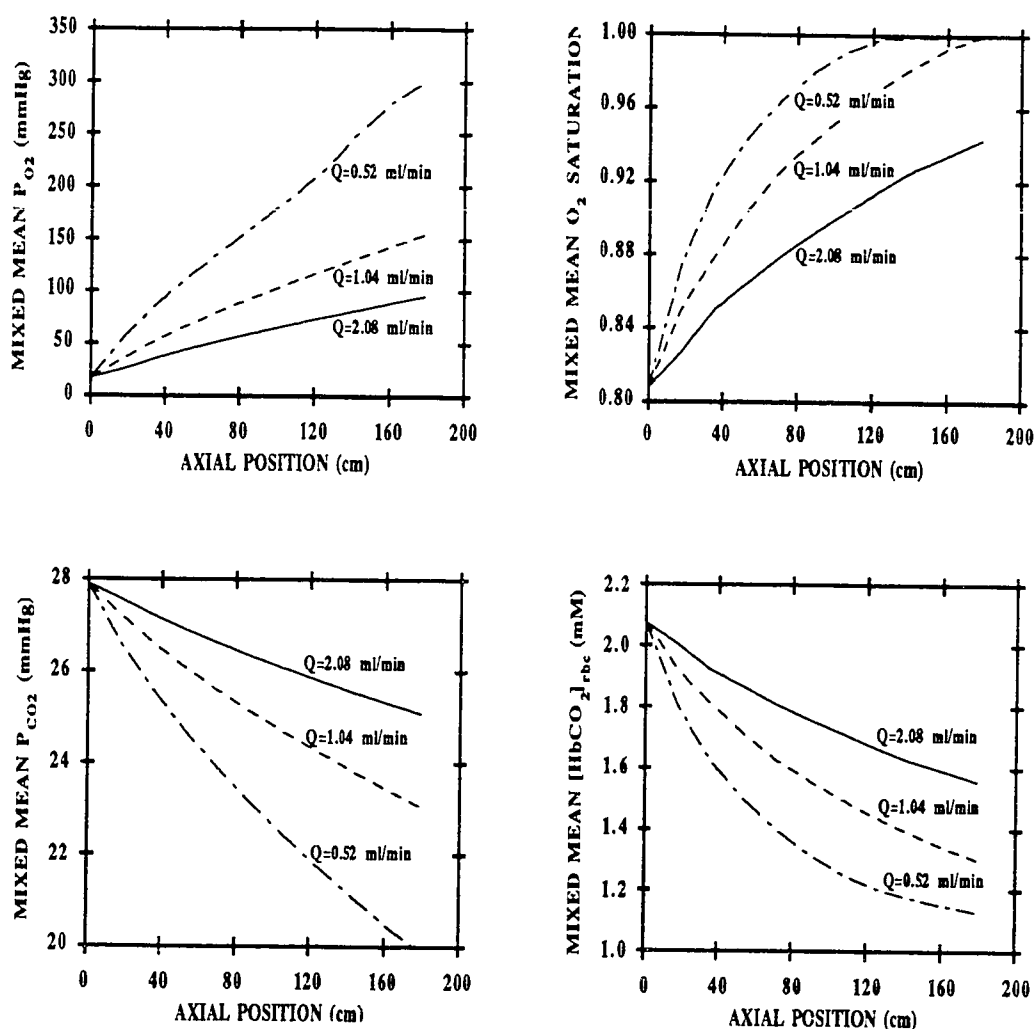 MIXED MEAN P_O2 (mmHg)
350
300
250
200
150
100
50
0
Q=0.52 ml/min
Q=1.04 ml/min
Q=2.08 ml/min
0 40 80 120 160 200
AXIAL POSITION (cm)
MIXED MEAN O2 SATURATION
1.00
0.96
0.92
0.88
0.84
0.80
Q=0.52 ml/min
Q=1.04 ml/min
Q=2.08 ml/min
0 40 80 120 160 200
AXIAL POSITION (cm)
MIXED MEAN P_CO2 (mmHg)
28
26
24
22
20
Q=2.08 ml/min
Q=1.04 ml/min
Q=0.52 ml/min
0 40 80 120 160 200
AXIAL POSITION (cm)
MIXED MEAN [HbCO2]rbc (mM)
2.2
2.0
1.8
1.6
1.4
1.2
1.0
Q=2.08 ml/min
Q=1.04 ml/min
Q=0.52 ml/min
0 40 80 120 160 200
AXIAL POSITION (cm)